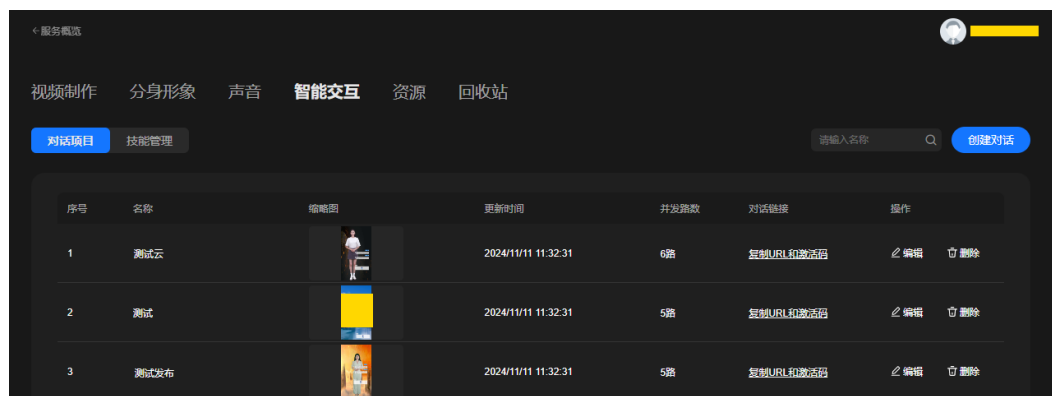 ←服务概览
视频制作 分身形象 声音 智能交互 资源 回收站
对话项目 技能管理 请输入名称 创建对话
序号 名称 缩略图 更新时间 并发路数 对话链接 操作
1 测试云 2024/11/11 11:32:31 6路 复制URL和激活码 编辑 删除
2 测试 2024/11/11 11:32:31 5路 复制URL和激活码 编辑 删除
3 测试发布 2024/11/11 11:32:31 5路 复制URL和激活码 编辑 删除